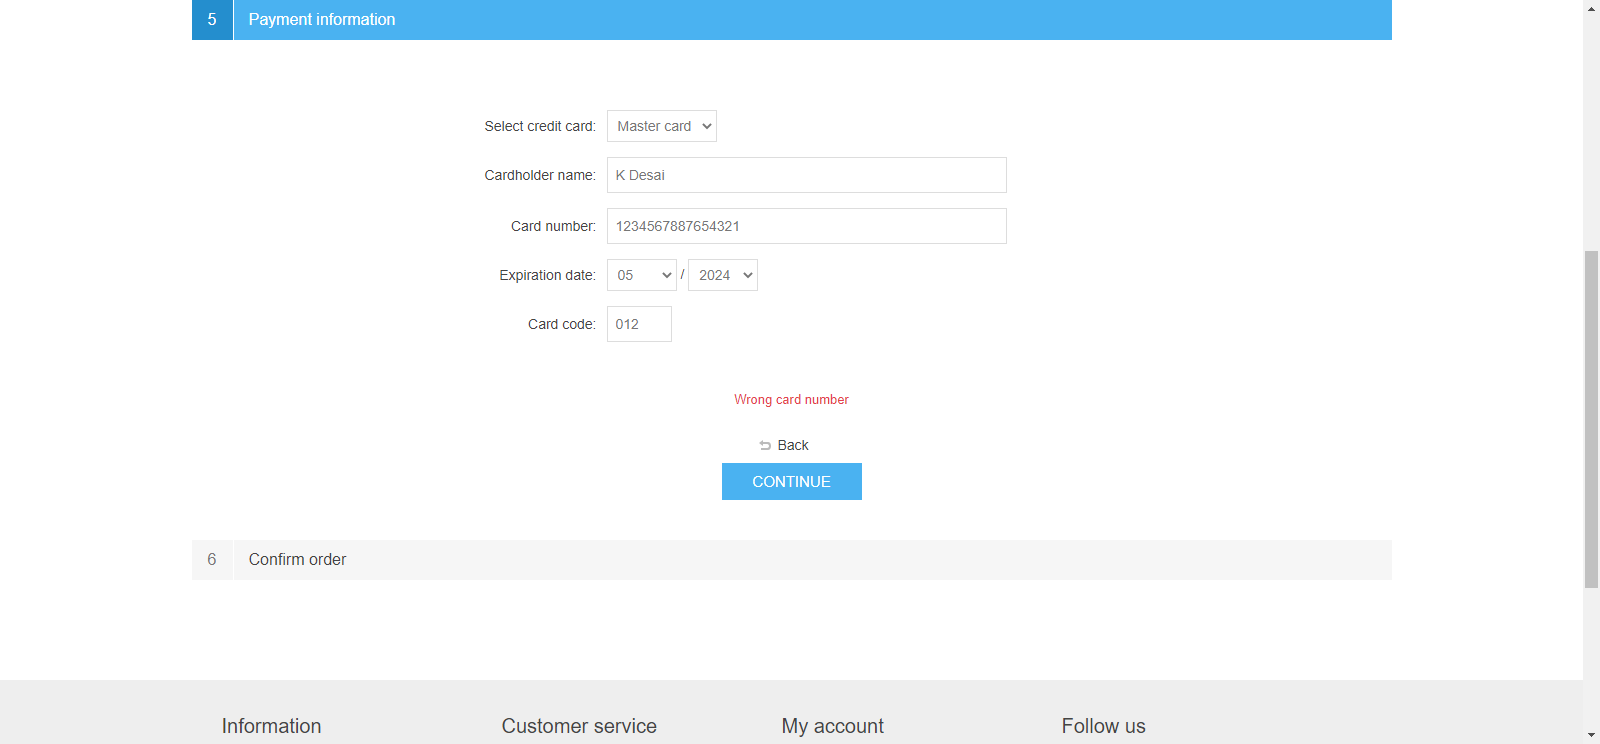 5 Payment information
Select credit card: Master card
Cardholder name: K Desai
Card number: 1234567887654321
Expiration date: 05 / 2024
Card code: 012
Wrong card number
Back
CONTINUE
6 Confirm order
Information Customer service My account Follow us